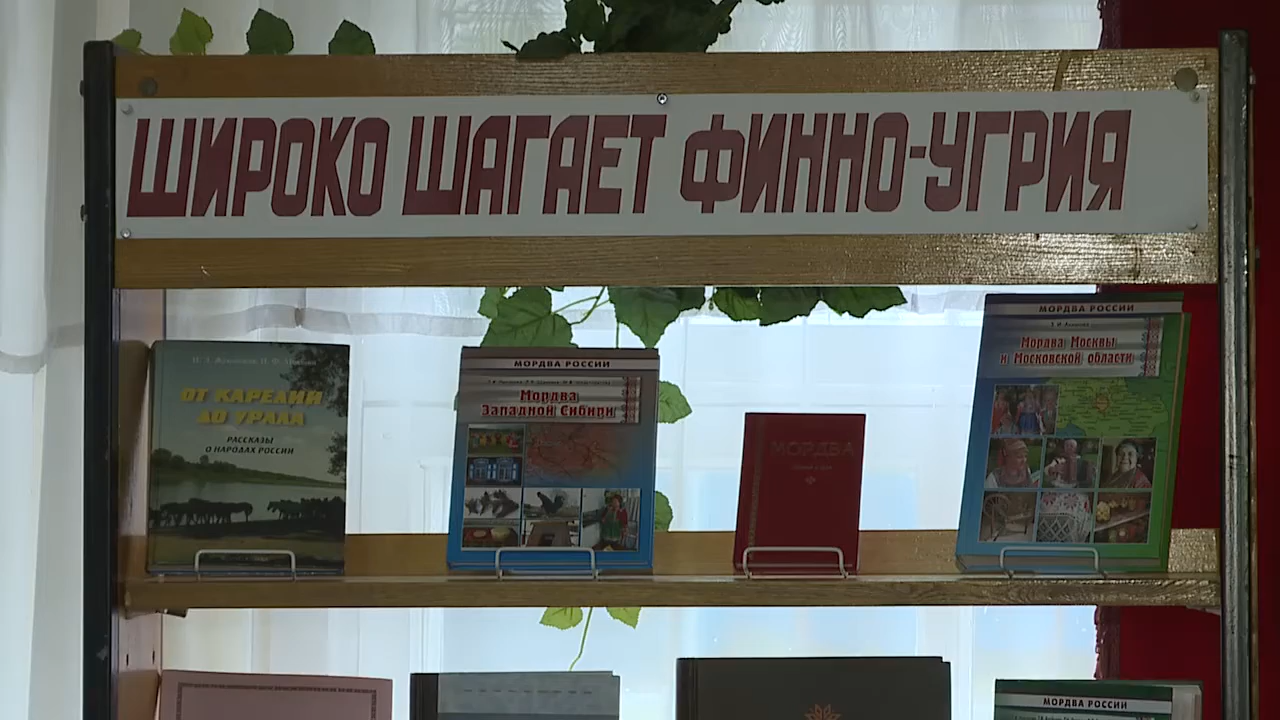 ШИРОКО ШАГАЕТ ФИННО-УГРИЯ
ОТ КАРЕЛИИ
ДО УРАЛА
РАССКАЗЫ
О НАРОДАХ РОССИИ
МОРДВА РОССИИ
Мордва
Западной Сибири
МОРДВА
МОРДВА РОССИИ
Мордва Москвы
и Московской области
МОРДВА РОССИИ